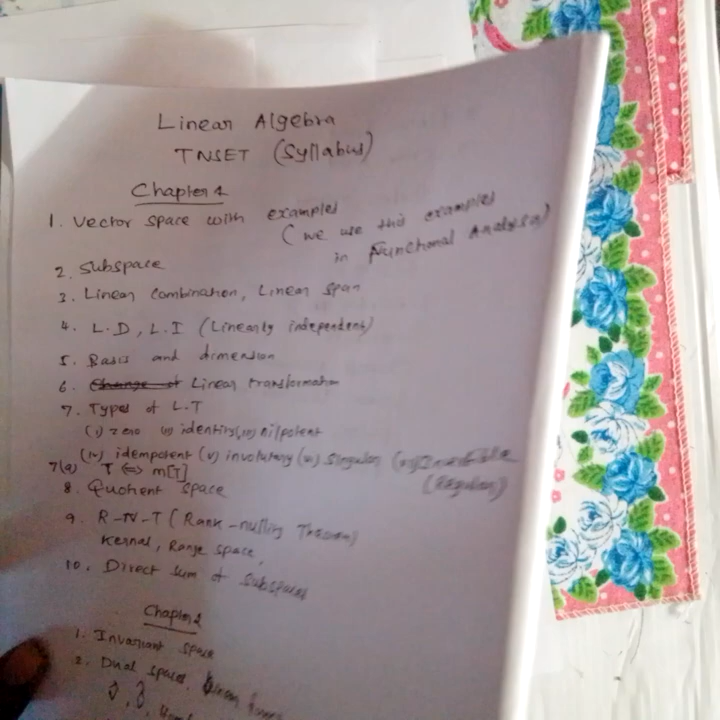 Linear Algebra
TNSET (Syllabus)
Chapter 1
1. Vector space with examples
(we use this examples
in Functional Analysis)
2. Subspace
3. Linear Combination, Linear span
4. L.D, L.I (Linearly independent)
5. Basis and dimension
6. Change of Linear transformation
7. Types of L.T
(i) zero (ii) identity (iii) nilpotent
(iv) idempotent (v) involutory (vi) Singular (vii) Invertible
(Regular)
7(a) T ⇔ m[T]
8. Quotient space
9. R-N-T (Rank-nullity Theorem)
Kernel, Range space,
10. Direct sum of subspaces
Chapter 2
1. Invariant space
2. Dual spaces,